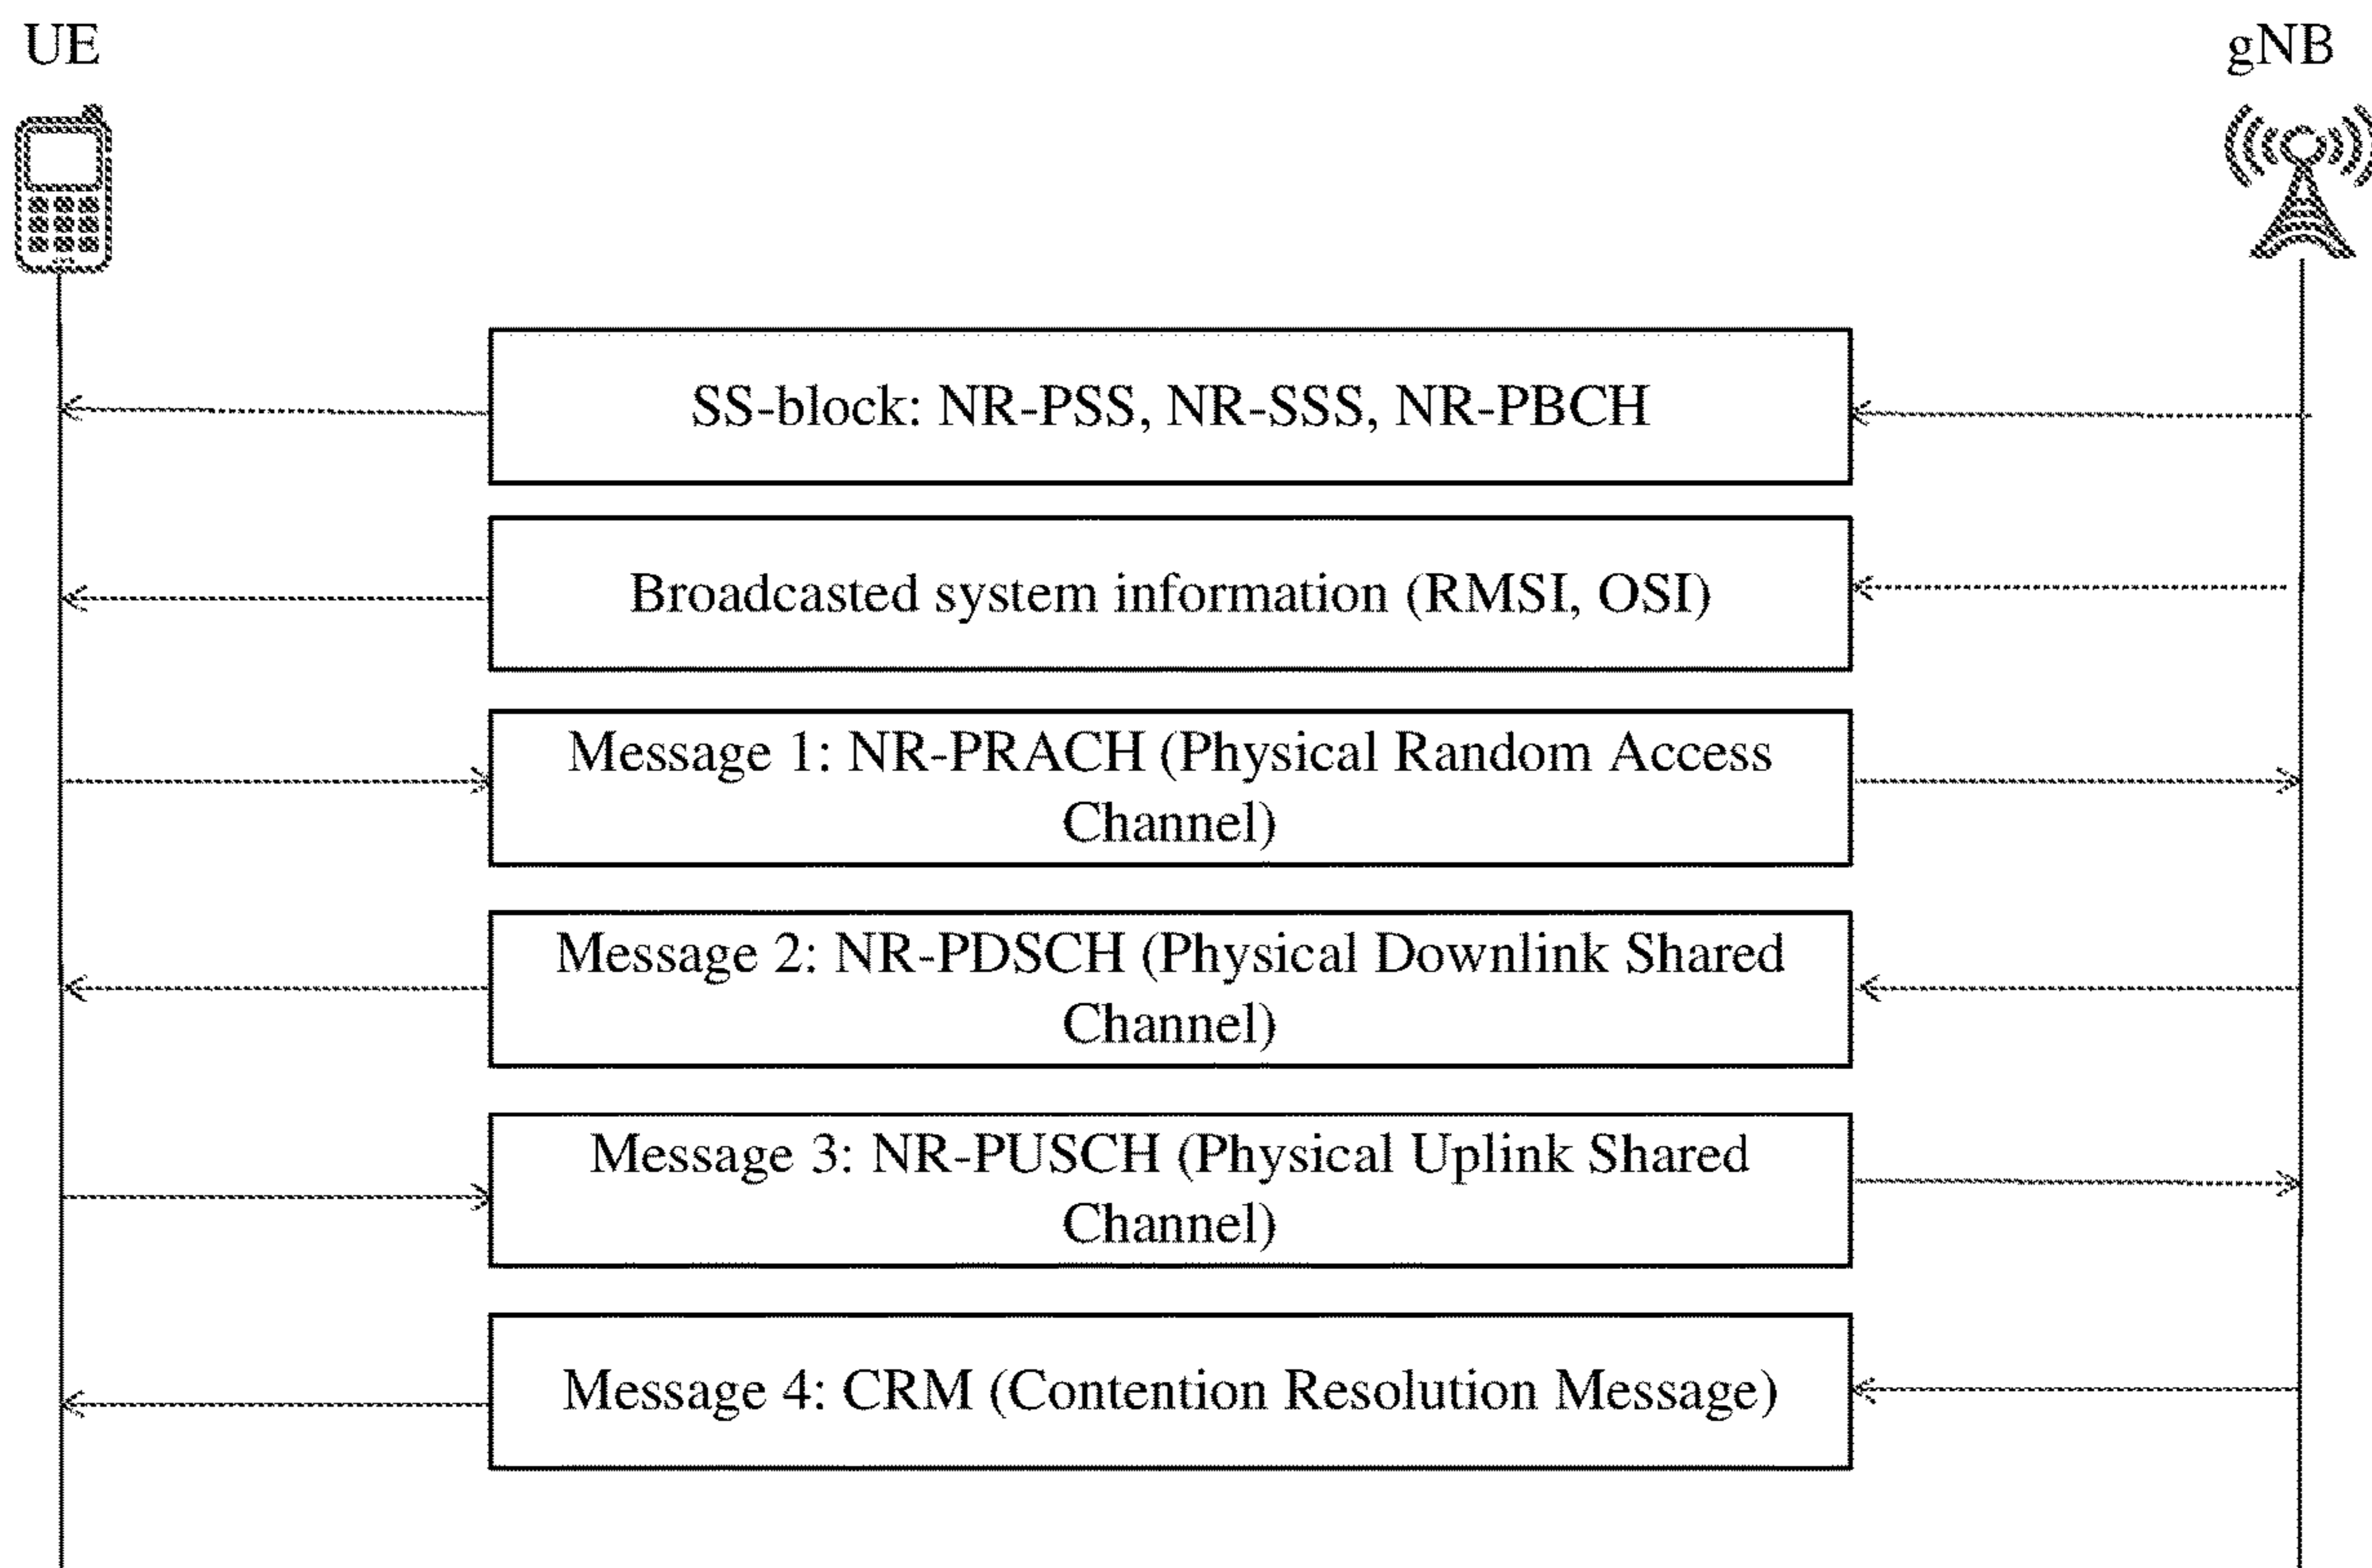 UE
gNB
SS-block: NR-PSS, NR-SSS, NR-PBCH
Broadcasted system information (RMSI, OSI)
Message 1: NR-PRACH (Physical Random Access
Channel)
Message 2: NR-PDSCH (Physical Downlink Shared
Channel)
Message 3: NR-PUSCH (Physical Uplink Shared
Channel)
Message 4: CRM (Contention Resolution Message)